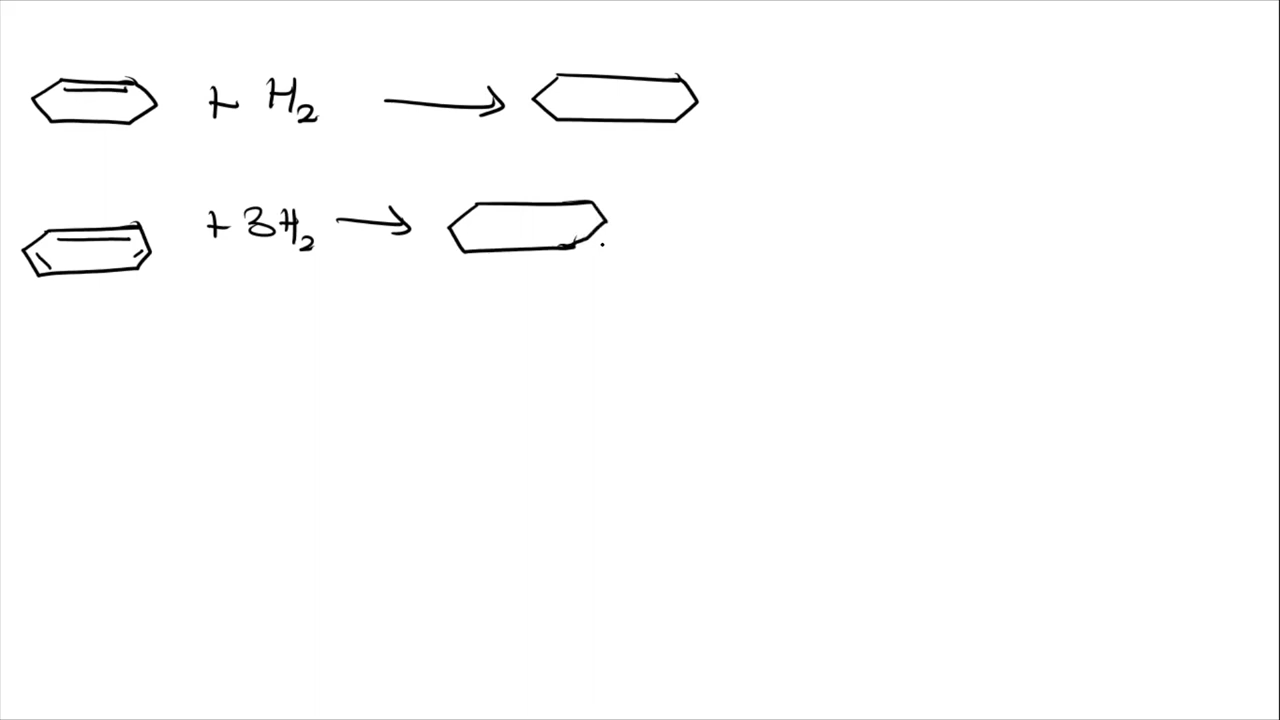 + H₂ →
+ 3H₂ →